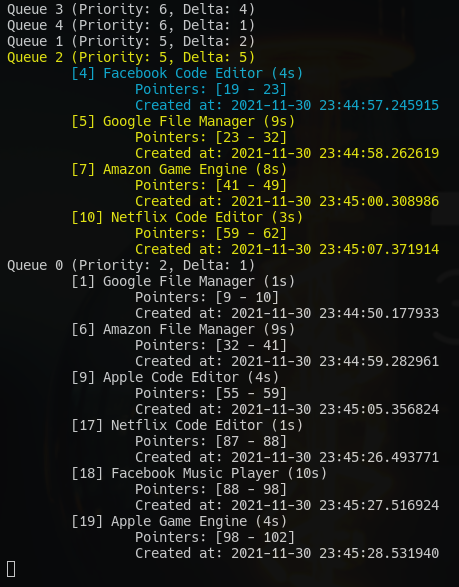 Queue 3 (Priority: 6, Delta: 4)
Queue 4 (Priority: 6, Delta: 1)
Queue 1 (Priority: 5, Delta: 2)
Queue 2 (Priority: 5, Delta: 5)
[4] Facebook Code Editor (4s)
Pointers: [19 - 23]
Created at: 2021-11-30 23:44:57.245915
[5] Google File Manager (9s)
Pointers: [23 - 32]
Created at: 2021-11-30 23:44:58.262619
[7] Amazon Game Engine (8s)
Pointers: [41 - 49]
Created at: 2021-11-30 23:45:00.308986
[10] Netflix Code Editor (3s)
Pointers: [59 - 62]
Created at: 2021-11-30 23:45:07.371914
Queue 0 (Priority: 2, Delta: 1)
[1] Google File Manager (1s)
Pointers: [9 - 10]
Created at: 2021-11-30 23:44:50.177933
[6] Amazon File Manager (9s)
Pointers: [32 - 41]
Created at: 2021-11-30 23:44:59.282961
[9] Apple Code Editor (4s)
Pointers: [55 - 59]
Created at: 2021-11-30 23:45:05.356824
[17] Netflix Code Editor (1s)
Pointers: [87 - 88]
Created at: 2021-11-30 23:45:26.493771
[18] Facebook Music Player (10s)
Pointers: [88 - 98]
Created at: 2021-11-30 23:45:27.516924
[19] Apple Game Engine (4s)
Pointers: [98 - 102]
Created at: 2021-11-30 23:45:28.531940